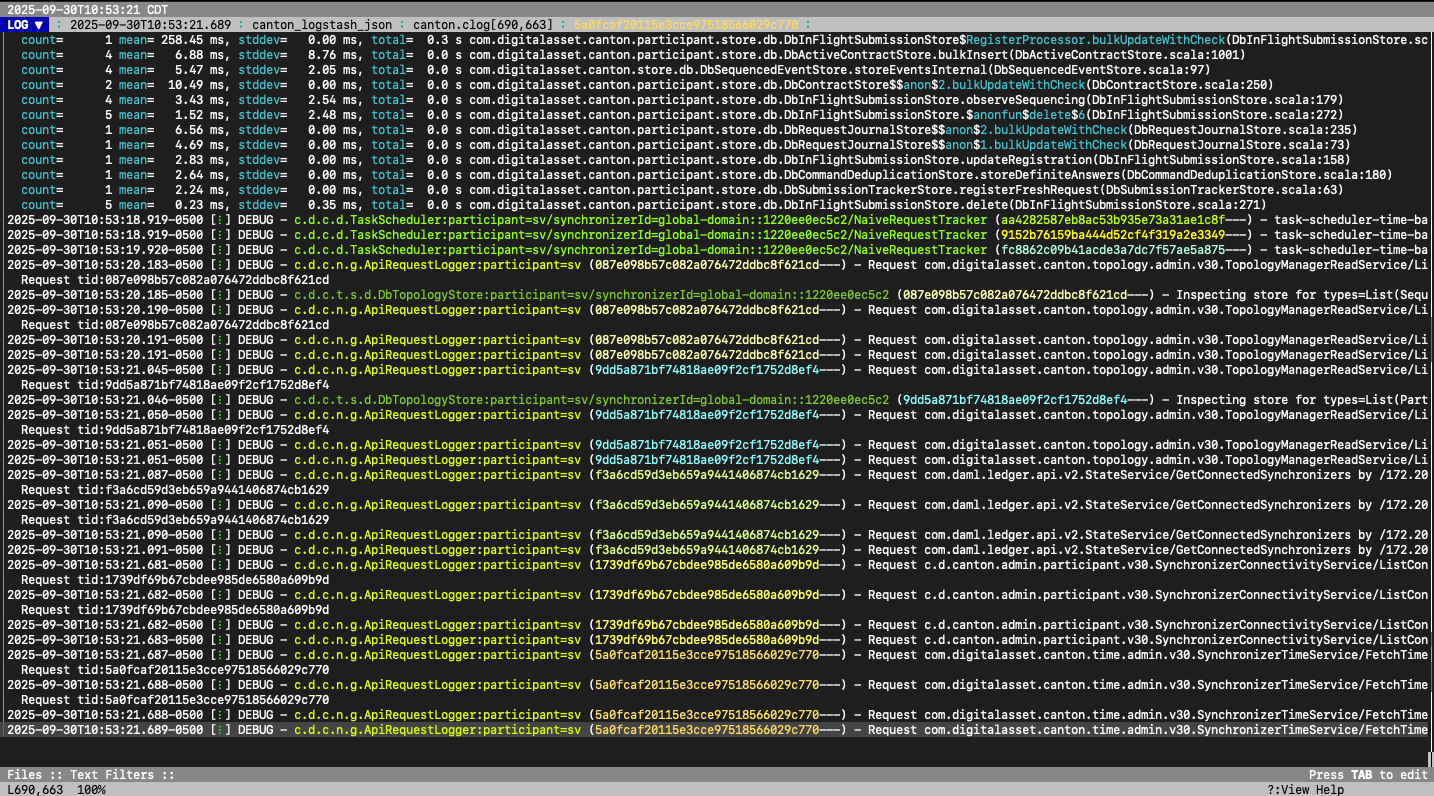 2025-09-30T10:53:21 CDT
LOG ▼ : 2025-09-30T10:53:21.689 : canton_logstash_json : canton.clog[690,663] : 5a0fcaf20115e3cce97518566029c770 :
count=      1 mean= 258.45 ms, stddev=   0.00 ms, total=  0.3 s com.digitalasset.canton.participant.store.db.DbInFlightSubmissionStore$RegisterProcessor.bulkUpdateWithCheck(DbInFlightSubmissionStore.sc
count=      4 mean=   6.88 ms, stddev=   8.76 ms, total=  0.0 s com.digitalasset.canton.participant.store.db.DbActiveContractStore.bulkInsert(DbActiveContractStore.scala:1001)
count=      4 mean=   5.47 ms, stddev=   2.05 ms, total=  0.0 s com.digitalasset.canton.store.db.DbSequencedEventStore.storeEventsInternal(DbSequencedEventStore.scala:97)
count=      2 mean=  10.49 ms, stddev=   0.00 ms, total=  0.0 s com.digitalasset.canton.participant.store.db.DbContractStore$$anon$2.bulkUpdateWithCheck(DbContractStore.scala:250)
count=      4 mean=   3.43 ms, stddev=   2.54 ms, total=  0.0 s com.digitalasset.canton.participant.store.db.DbInFlightSubmissionStore.observeSequencing(DbInFlightSubmissionStore.scala:179)
count=      5 mean=   1.52 ms, stddev=   2.48 ms, total=  0.0 s com.digitalasset.canton.participant.store.db.DbInFlightSubmissionStore.$anonfun$delete$6(DbInFlightSubmissionStore.scala:272)
count=      1 mean=   6.56 ms, stddev=   0.00 ms, total=  0.0 s com.digitalasset.canton.participant.store.db.DbRequestJournalStore$$anon$2.bulkUpdateWithCheck(DbRequestJournalStore.scala:235)
count=      1 mean=   4.69 ms, stddev=   0.00 ms, total=  0.0 s com.digitalasset.canton.participant.store.db.DbRequestJournalStore$$anon$1.bulkUpdateWithCheck(DbRequestJournalStore.scala:73)
count=      1 mean=   2.83 ms, stddev=   0.00 ms, total=  0.0 s com.digitalasset.canton.participant.store.db.DbInFlightSubmissionStore.updateRegistration(DbInFlightSubmissionStore.scala:158)
count=      1 mean=   2.64 ms, stddev=   0.00 ms, total=  0.0 s com.digitalasset.canton.participant.store.db.DbCommandDeduplicationStore.storeDefiniteAnswers(DbCommandDeduplicationStore.scala:180)
count=      1 mean=   2.24 ms, stddev=   0.00 ms, total=  0.0 s com.digitalasset.canton.participant.store.db.DbSubmissionTrackerStore.registerFreshRequest(DbSubmissionTrackerStore.scala:63)
count=      5 mean=   0.23 ms, stddev=   0.35 ms, total=  0.0 s com.digitalasset.canton.participant.store.db.DbInFlightSubmissionStore.delete(DbInFlightSubmissionStore.scala:271)
2025-09-30T10:53:18.919-0500 [⋮] DEBUG - c.d.c.d.TaskScheduler:participant=sv/synchronizerId=global-domain::1220ee0ec5c2/NaiveRequestTracker (aa4282587eb8ac53b935e73a31ae1c8f---) - task-scheduler-time-ba
2025-09-30T10:53:18.919-0500 [⋮] DEBUG - c.d.c.d.TaskScheduler:participant=sv/synchronizerId=global-domain::1220ee0ec5c2/NaiveRequestTracker (9152b76159ba444d52cf4f319a2e3349---) - task-scheduler-time-ba
2025-09-30T10:53:19.920-0500 [⋮] DEBUG - c.d.c.d.TaskScheduler:participant=sv/synchronizerId=global-domain::1220ee0ec5c2/NaiveRequestTracker (fc8862c09b41acde3a7dc7f57ae5a875---) - task-scheduler-time-ba
2025-09-30T10:53:20.183-0500 [⋮] DEBUG - c.d.c.n.g.ApiRequestLogger:participant=sv (087e098b57c082a076472ddbc8f621cd---) - Request com.digitalasset.canton.topology.admin.v30.TopologyManagerReadService/Li
Request tid:087e098b57c082a076472ddbc8f621cd
2025-09-30T10:53:20.185-0500 [⋮] DEBUG - c.d.c.t.s.d.DbTopologyStore:participant=sv/synchronizerId=global-domain::1220ee0ec5c2 (087e098b57c082a076472ddbc8f621cd---) - Inspecting store for types=List(Sequ
2025-09-30T10:53:20.190-0500 [⋮] DEBUG - c.d.c.n.g.ApiRequestLogger:participant=sv (087e098b57c082a076472ddbc8f621cd---) - Request com.digitalasset.canton.topology.admin.v30.TopologyManagerReadService/Li
Request tid:087e098b57c082a076472ddbc8f621cd
2025-09-30T10:53:20.191-0500 [⋮] DEBUG - c.d.c.n.g.ApiRequestLogger:participant=sv (087e098b57c082a076472ddbc8f621cd---) - Request com.digitalasset.canton.topology.admin.v30.TopologyManagerReadService/Li
2025-09-30T10:53:20.191-0500 [⋮] DEBUG - c.d.c.n.g.ApiRequestLogger:participant=sv (087e098b57c082a076472ddbc8f621cd---) - Request com.digitalasset.canton.topology.admin.v30.TopologyManagerReadService/Li
2025-09-30T10:53:21.045-0500 [⋮] DEBUG - c.d.c.n.g.ApiRequestLogger:participant=sv (9dd5a871bf74818ae09f2cf1752d8ef4---) - Request com.digitalasset.canton.topology.admin.v30.TopologyManagerReadService/Li
Request tid:9dd5a871bf74818ae09f2cf1752d8ef4
2025-09-30T10:53:21.046-0500 [⋮] DEBUG - c.d.c.t.s.d.DbTopologyStore:participant=sv/synchronizerId=global-domain::1220ee0ec5c2 (9dd5a871bf74818ae09f2cf1752d8ef4---) - Inspecting store for types=List(Part
2025-09-30T10:53:21.050-0500 [⋮] DEBUG - c.d.c.n.g.ApiRequestLogger:participant=sv (9dd5a871bf74818ae09f2cf1752d8ef4---) - Request com.digitalasset.canton.topology.admin.v30.TopologyManagerReadService/Li
Request tid:9dd5a871bf74818ae09f2cf1752d8ef4
2025-09-30T10:53:21.051-0500 [⋮] DEBUG - c.d.c.n.g.ApiRequestLogger:participant=sv (9dd5a871bf74818ae09f2cf1752d8ef4---) - Request com.digitalasset.canton.topology.admin.v30.TopologyManagerReadService/Li
2025-09-30T10:53:21.051-0500 [⋮] DEBUG - c.d.c.n.g.ApiRequestLogger:participant=sv (9dd5a871bf74818ae09f2cf1752d8ef4---) - Request com.digitalasset.canton.topology.admin.v30.TopologyManagerReadService/Li
2025-09-30T10:53:21.087-0500 [⋮] DEBUG - c.d.c.n.g.ApiRequestLogger:participant=sv (f3a6cd59d3eb659a9441406874cb1629---) - Request com.daml.ledger.api.v2.StateService/GetConnectedSynchronizers by /172.20
Request tid:f3a6cd59d3eb659a9441406874cb1629
2025-09-30T10:53:21.090-0500 [⋮] DEBUG - c.d.c.n.g.ApiRequestLogger:participant=sv (f3a6cd59d3eb659a9441406874cb1629---) - Request com.daml.ledger.api.v2.StateService/GetConnectedSynchronizers by /172.20
Request tid:f3a6cd59d3eb659a9441406874cb1629
2025-09-30T10:53:21.090-0500 [⋮] DEBUG - c.d.c.n.g.ApiRequestLogger:participant=sv (f3a6cd59d3eb659a9441406874cb1629---) - Request com.daml.ledger.api.v2.StateService/GetConnectedSynchronizers by /172.20
2025-09-30T10:53:21.091-0500 [⋮] DEBUG - c.d.c.n.g.ApiRequestLogger:participant=sv (f3a6cd59d3eb659a9441406874cb1629---) - Request com.daml.ledger.api.v2.StateService/GetConnectedSynchronizers by /172.20
2025-09-30T10:53:21.681-0500 [⋮] DEBUG - c.d.c.n.g.ApiRequestLogger:participant=sv (1739df69b67cbdee985de6580a609b9d---) - Request c.d.canton.admin.participant.v30.SynchronizerConnectivityService/ListCon
Request tid:1739df69b67cbdee985de6580a609b9d
2025-09-30T10:53:21.682-0500 [⋮] DEBUG - c.d.c.n.g.ApiRequestLogger:participant=sv (1739df69b67cbdee985de6580a609b9d---) - Request c.d.canton.admin.participant.v30.SynchronizerConnectivityService/ListCon
Request tid:1739df69b67cbdee985de6580a609b9d
2025-09-30T10:53:21.682-0500 [⋮] DEBUG - c.d.c.n.g.ApiRequestLogger:participant=sv (1739df69b67cbdee985de6580a609b9d---) - Request c.d.canton.admin.participant.v30.SynchronizerConnectivityService/ListCon
2025-09-30T10:53:21.683-0500 [⋮] DEBUG - c.d.c.n.g.ApiRequestLogger:participant=sv (1739df69b67cbdee985de6580a609b9d---) - Request c.d.canton.admin.participant.v30.SynchronizerConnectivityService/ListCon
2025-09-30T10:53:21.687-0500 [⋮] DEBUG - c.d.c.n.g.ApiRequestLogger:participant=sv (5a0fcaf20115e3cce97518566029c770---) - Request com.digitalasset.canton.time.admin.v30.SynchronizerTimeService/FetchTime
Request tid:5a0fcaf20115e3cce97518566029c770
2025-09-30T10:53:21.688-0500 [⋮] DEBUG - c.d.c.n.g.ApiRequestLogger:participant=sv (5a0fcaf20115e3cce97518566029c770---) - Request com.digitalasset.canton.time.admin.v30.SynchronizerTimeService/FetchTime
Request tid:5a0fcaf20115e3cce97518566029c770
2025-09-30T10:53:21.688-0500 [⋮] DEBUG - c.d.c.n.g.ApiRequestLogger:participant=sv (5a0fcaf20115e3cce97518566029c770---) - Request com.digitalasset.canton.time.admin.v30.SynchronizerTimeService/FetchTime
2025-09-30T10:53:21.689-0500 [⋮] DEBUG - c.d.c.n.g.ApiRequestLogger:participant=sv (5a0fcaf20115e3cce97518566029c770---) - Request com.digitalasset.canton.time.admin.v30.SynchronizerTimeService/FetchTime
Files :: Text Filters :: Press TAB to edit
L690,663 100% ?:View Help